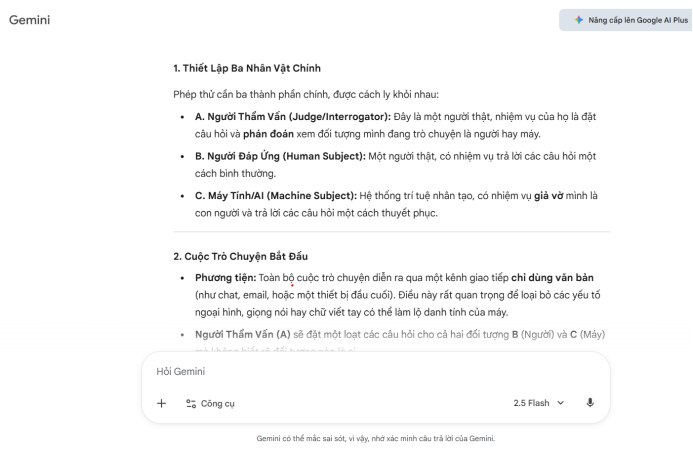 Gemini
Nâng cấp lên Google AI Plus
1. Thiết Lập Ba Nhân Vật Chính
Phép thử cần ba thành phần chính, được cách ly khỏi nhau:
• A. Người Thẩm Vấn (Judge/Interrogator): Đây là một người thật, nhiệm vụ của họ là đặt
câu hỏi và phán đoán xem đối tượng mình đang trò chuyện là người hay máy.
• B. Người Đáp Ứng (Human Subject): Một người thật, có nhiệm vụ trả lời các câu hỏi một
cách bình thường.
• C. Máy Tính/AI (Machine Subject): Hệ thống trí tuệ nhân tạo, có nhiệm vụ giả vờ mình là
con người và trả lời các câu hỏi một cách thuyết phục.
2. Cuộc Trò Chuyện Bắt Đầu
• Phương tiện: Toàn bộ cuộc trò chuyện diễn ra qua một kênh giao tiếp chỉ dùng văn bản
(như chat, email, hoặc một thiết bị đầu cuối). Điều này rất quan trọng để loại bỏ các yếu tố
ngoại hình, giọng nói hay chữ viết tay có thể làm lộ danh tính của máy.
• Người Thẩm Vấn (A) sẽ đặt một loạt các câu hỏi cho cả hai đối tượng B (Người) và C (Máy)
Hỏi Gemini
Công cụ
2.5 Flash
Gemini có thể mắc sai sót, vì vậy, nhớ xác minh câu trả lời của Gemini.